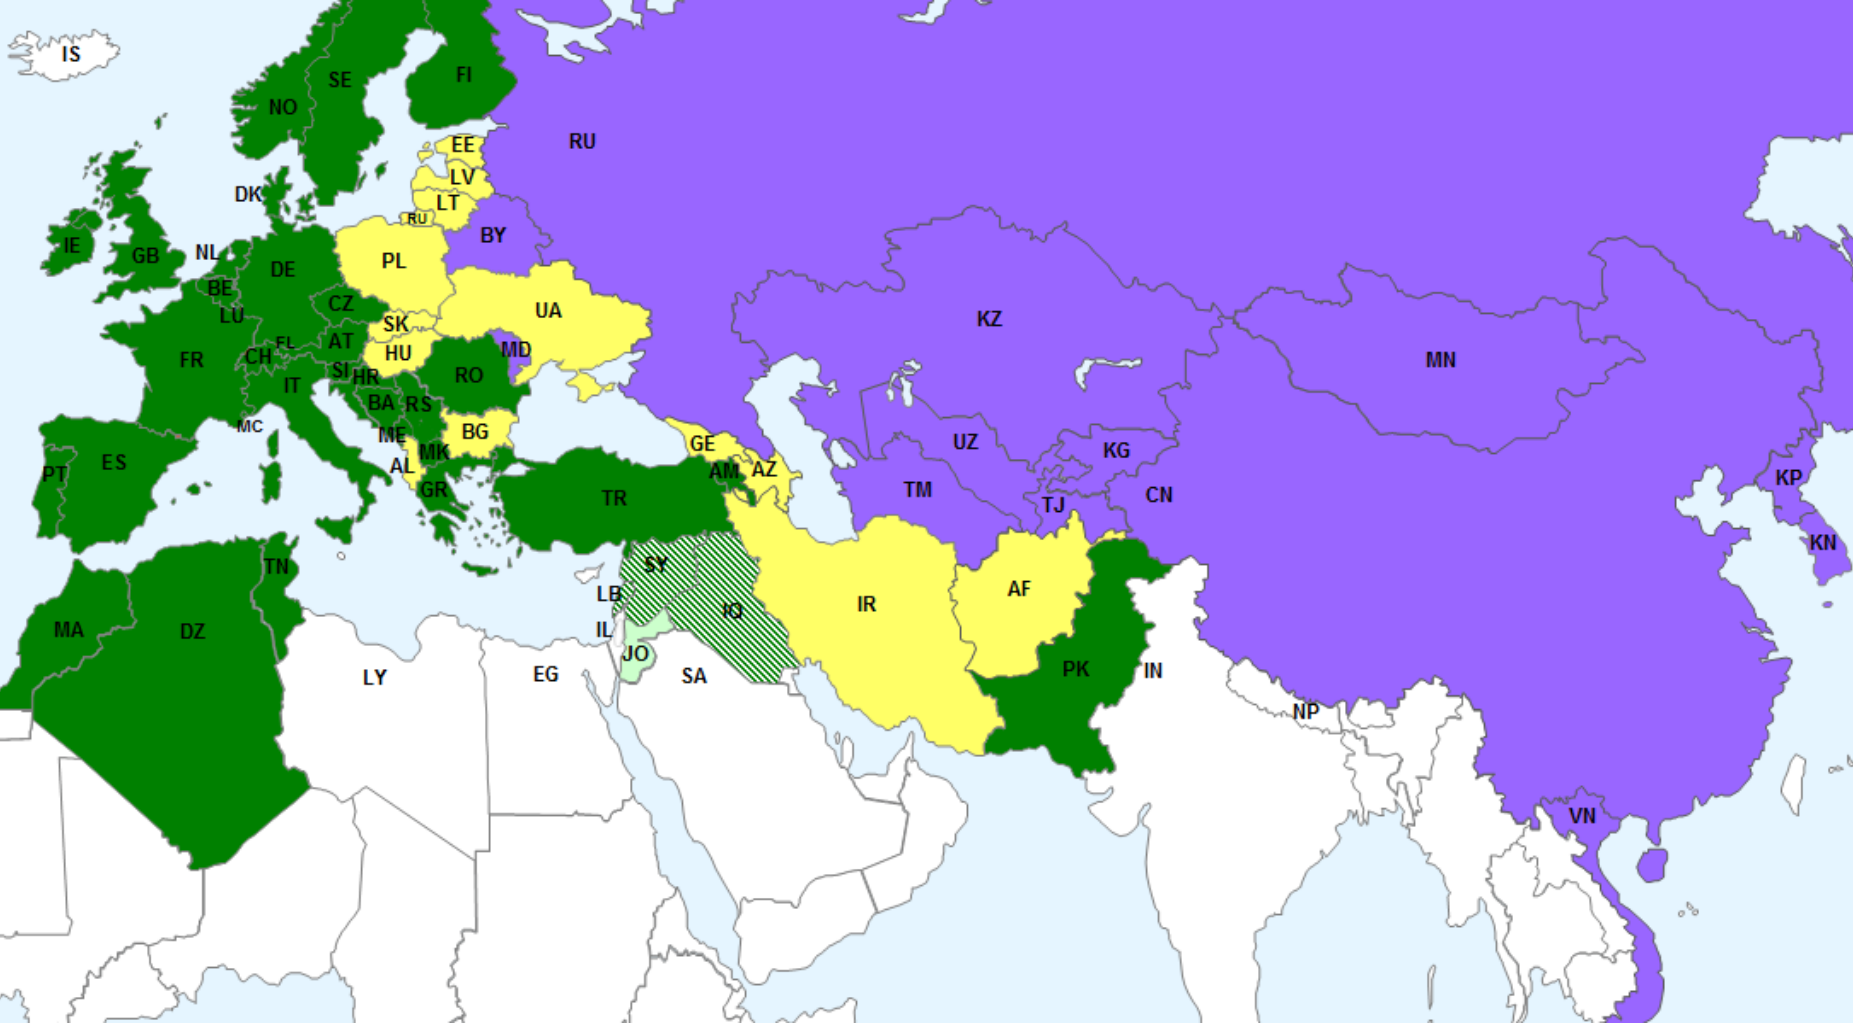 IS
SE
FI
NO
RU
EE
LV
DK
LT
RU
BY
IE
GB
NL
DE
PL
BE
CZ
LU
UA
SK
KZ
FR
CH
FL
AT
HU
MD
MN
SI
HR
IT
RO
BA
RS
MC
ME
BG
MK
GE
UZ
KG
PT
ES
AL
GR
AM
AZ
TR
TM
TJ
CN
KP
KN
TN
SY
LB
IQ
IR
AF
MA
DZ
IL
JO
LY
EG
SA
PK
IN
NP
VN